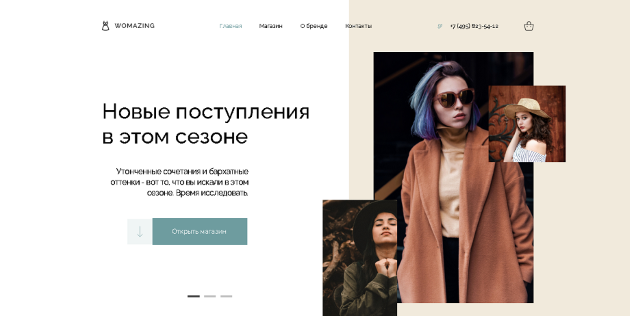 WOMAZING
Главная Магазин О бренде Контакты
+7 (495) 823-54-12
Новые поступления
в этом сезоне
Утонченные сочетания и бархатные
оттенки - вот то, что вы искали в этом
сезоне. Время исследовать.
Открыть магазин